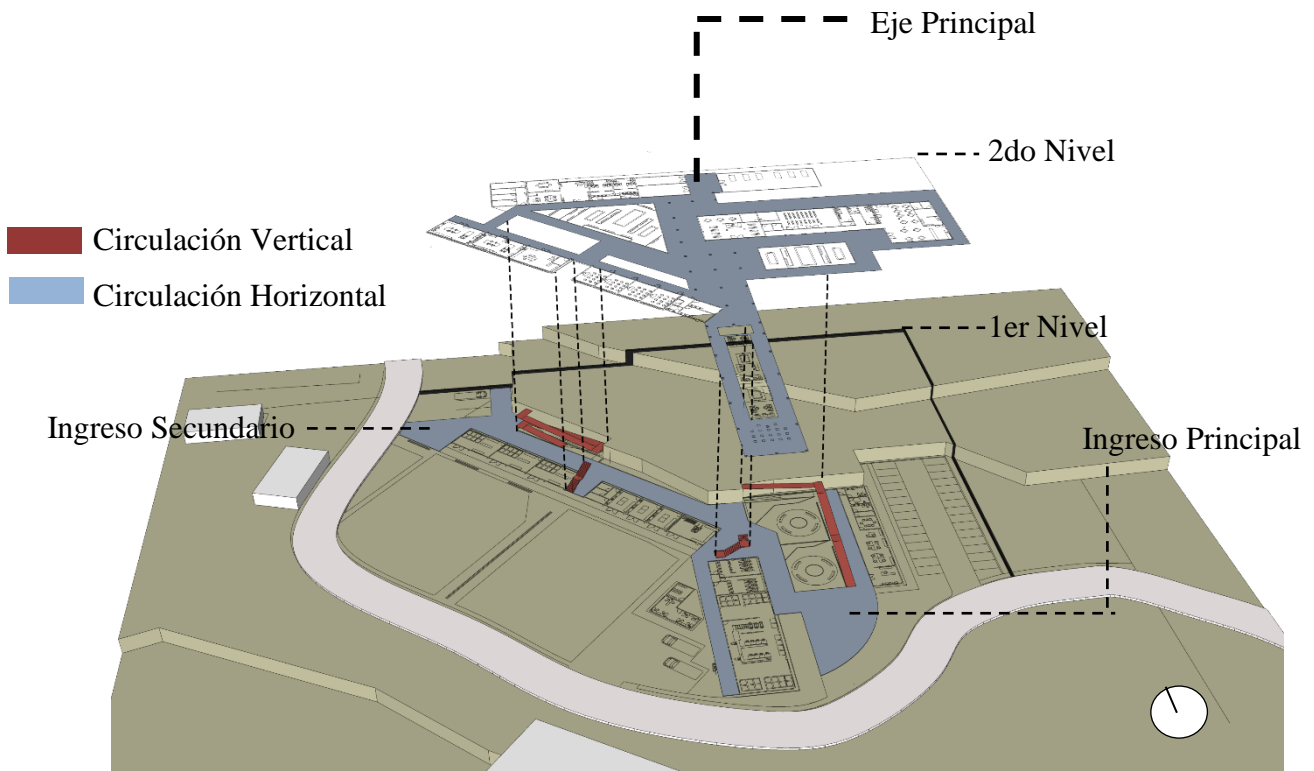 Eje Principal
2do Nivel
Circulación Vertical
Circulación Horizontal
1er Nivel
Ingreso Secundario
Ingreso Principal